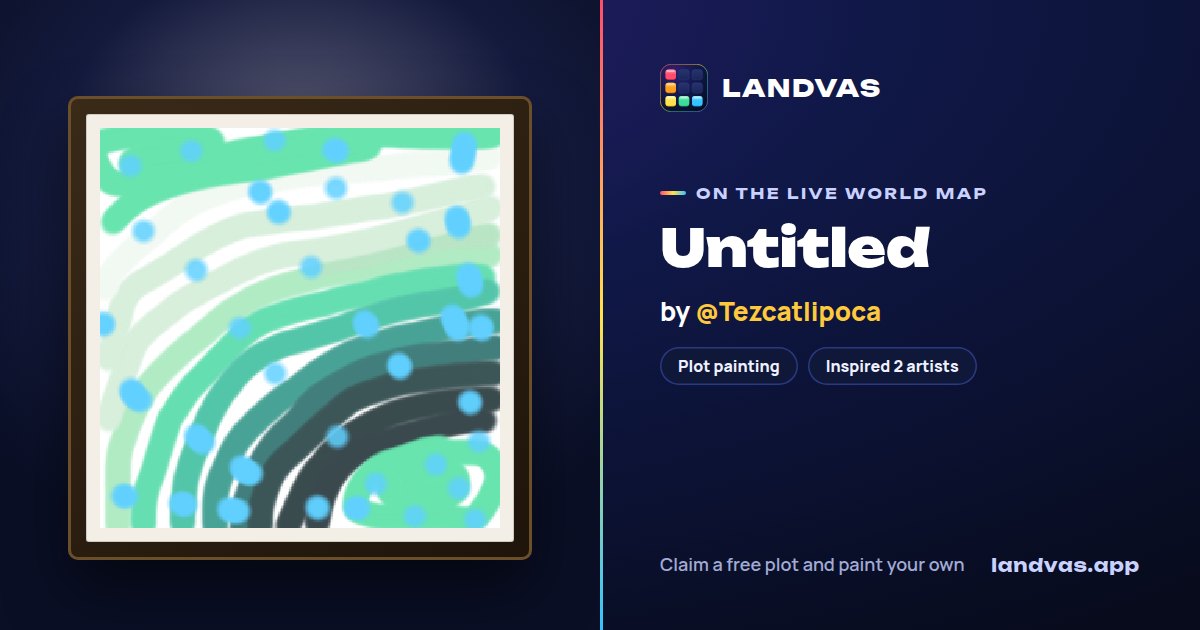 LANDVAS
ON THE LIVE WORLD MAP
Untitled
by @Tezcatlipoca
Plot painting
Inspired 2 artists
Claim a free plot and paint your own
landvas.app